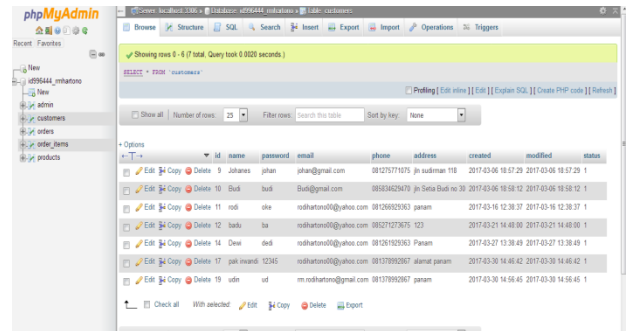 phpMyAdmin
Server: localhost:3306 » Database: id996444_rmhartono » Table: customers
Browse Structure SQL Search Insert Export Import Operations Triggers
Recent Favorites
New
id996444_rmhartono
New
admin
customers
orders
order_items
products
Showing rows 0 - 6 (7 total, Query took 0.0020 seconds.)
SELECT * FROM `customers`
Profiling [ Edit inline ] [ Edit ] [ Explain SQL ] [ Create PHP code ] [ Refresh ]
Show all Number of rows: 25 Filter rows: Search this table Sort by key: None
+ Options
id name password email phone address created modified status
Edit Copy Delete 9 Johanes johan johan@gmail.com 081275771075 jln sudirman 118 2017-03-06 18:57:29 2017-03-06 18:57:29 1
Edit Copy Delete 10 Budi budi Budi@gmail.com 085834629470 jln Setia Budi no 38 2017-03-06 18:58:12 2017-03-06 18:58:12 1
Edit Copy Delete 11 rodi oke rodihartono00@yahoo.com 081266929363 panam 2017-03-16 12:38:37 2017-03-16 12:38:37 1
Edit Copy Delete 12 badu ba rodihartono00@yahoo.com 085271273675 btn 2017-03-21 14:48:00 2017-03-21 14:48:00 1
Edit Copy Delete 14 Dewi dedi rodihartono00@yahoo.com 081261929363 Panam 2017-03-27 13:38:49 2017-03-27 13:38:49 1
Edit Copy Delete 17 pak irwandi 12345 rodihartono00@yahoo.com 081378992867 alamat panam 2017-03-30 14:46:42 2017-03-30 14:46:42 1
Edit Copy Delete 19 udin ud rm.rodihartono@gmail.com 081378992867 panam 2017-03-30 14:56:45 2017-03-30 14:56:45 1
Check all With selected: Edit Copy Delete Export